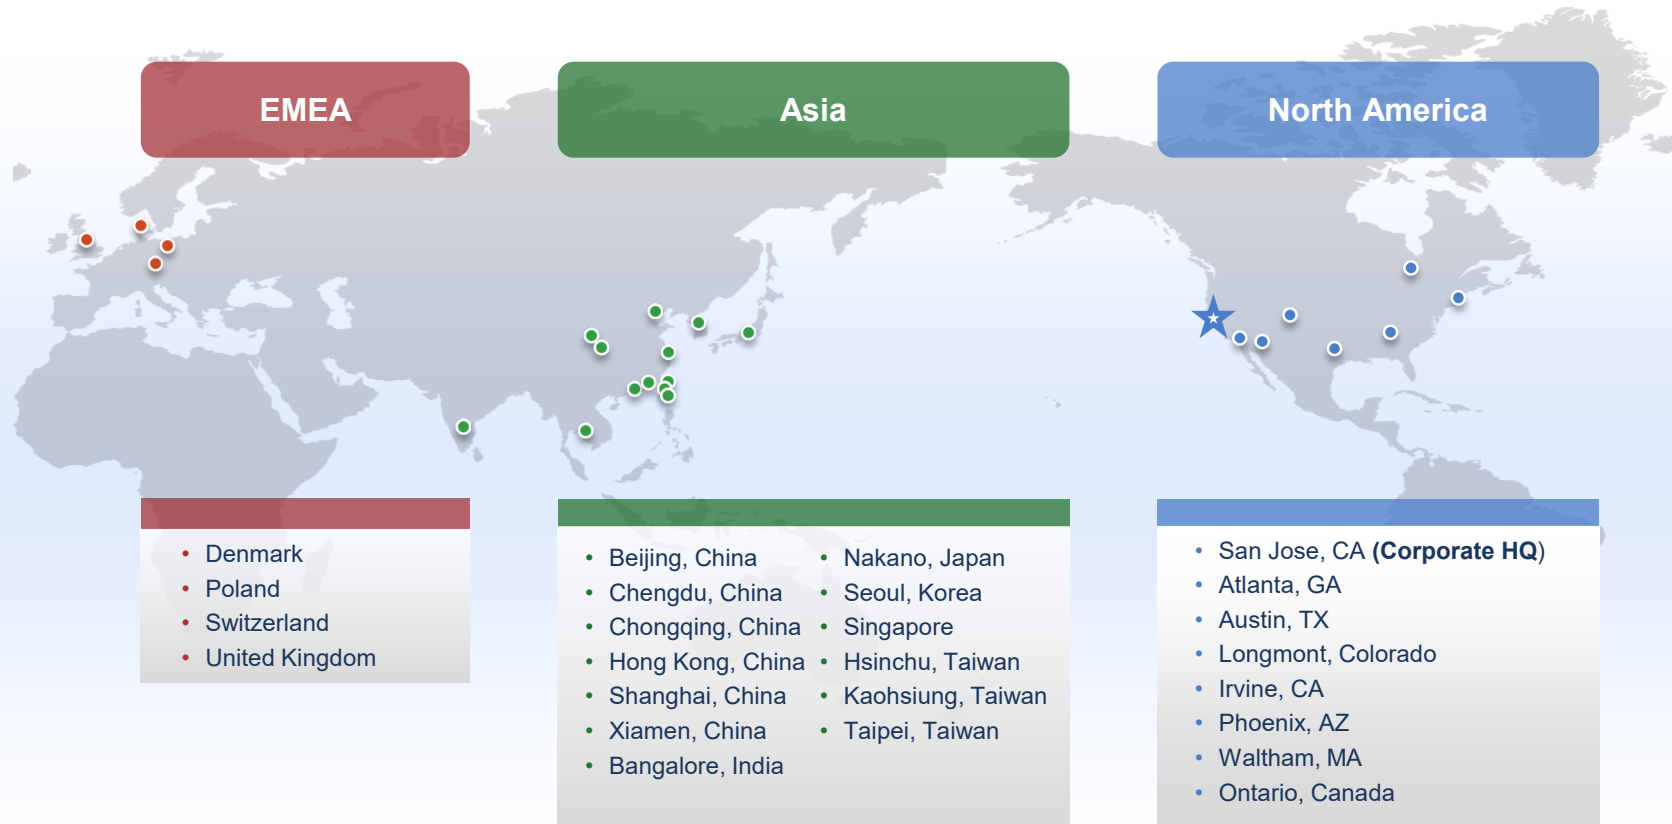 EMEA
Asia
North America
• Denmark
• Poland
• Switzerland
• United Kingdom
• Beijing, China
• Chengdu, China
• Chongqing, China
• Hong Kong, China
• Shanghai, China
• Xiamen, China
• Bangalore, India
• Nakano, Japan
• Seoul, Korea
• Singapore
• Hsinchu, Taiwan
• Kaohsiung, Taiwan
• Taipei, Taiwan
• San Jose, CA (Corporate HQ)
• Atlanta, GA
• Austin, TX
• Longmont, Colorado
• Irvine, CA
• Phoenix, AZ
• Waltham, MA
• Ontario, Canada